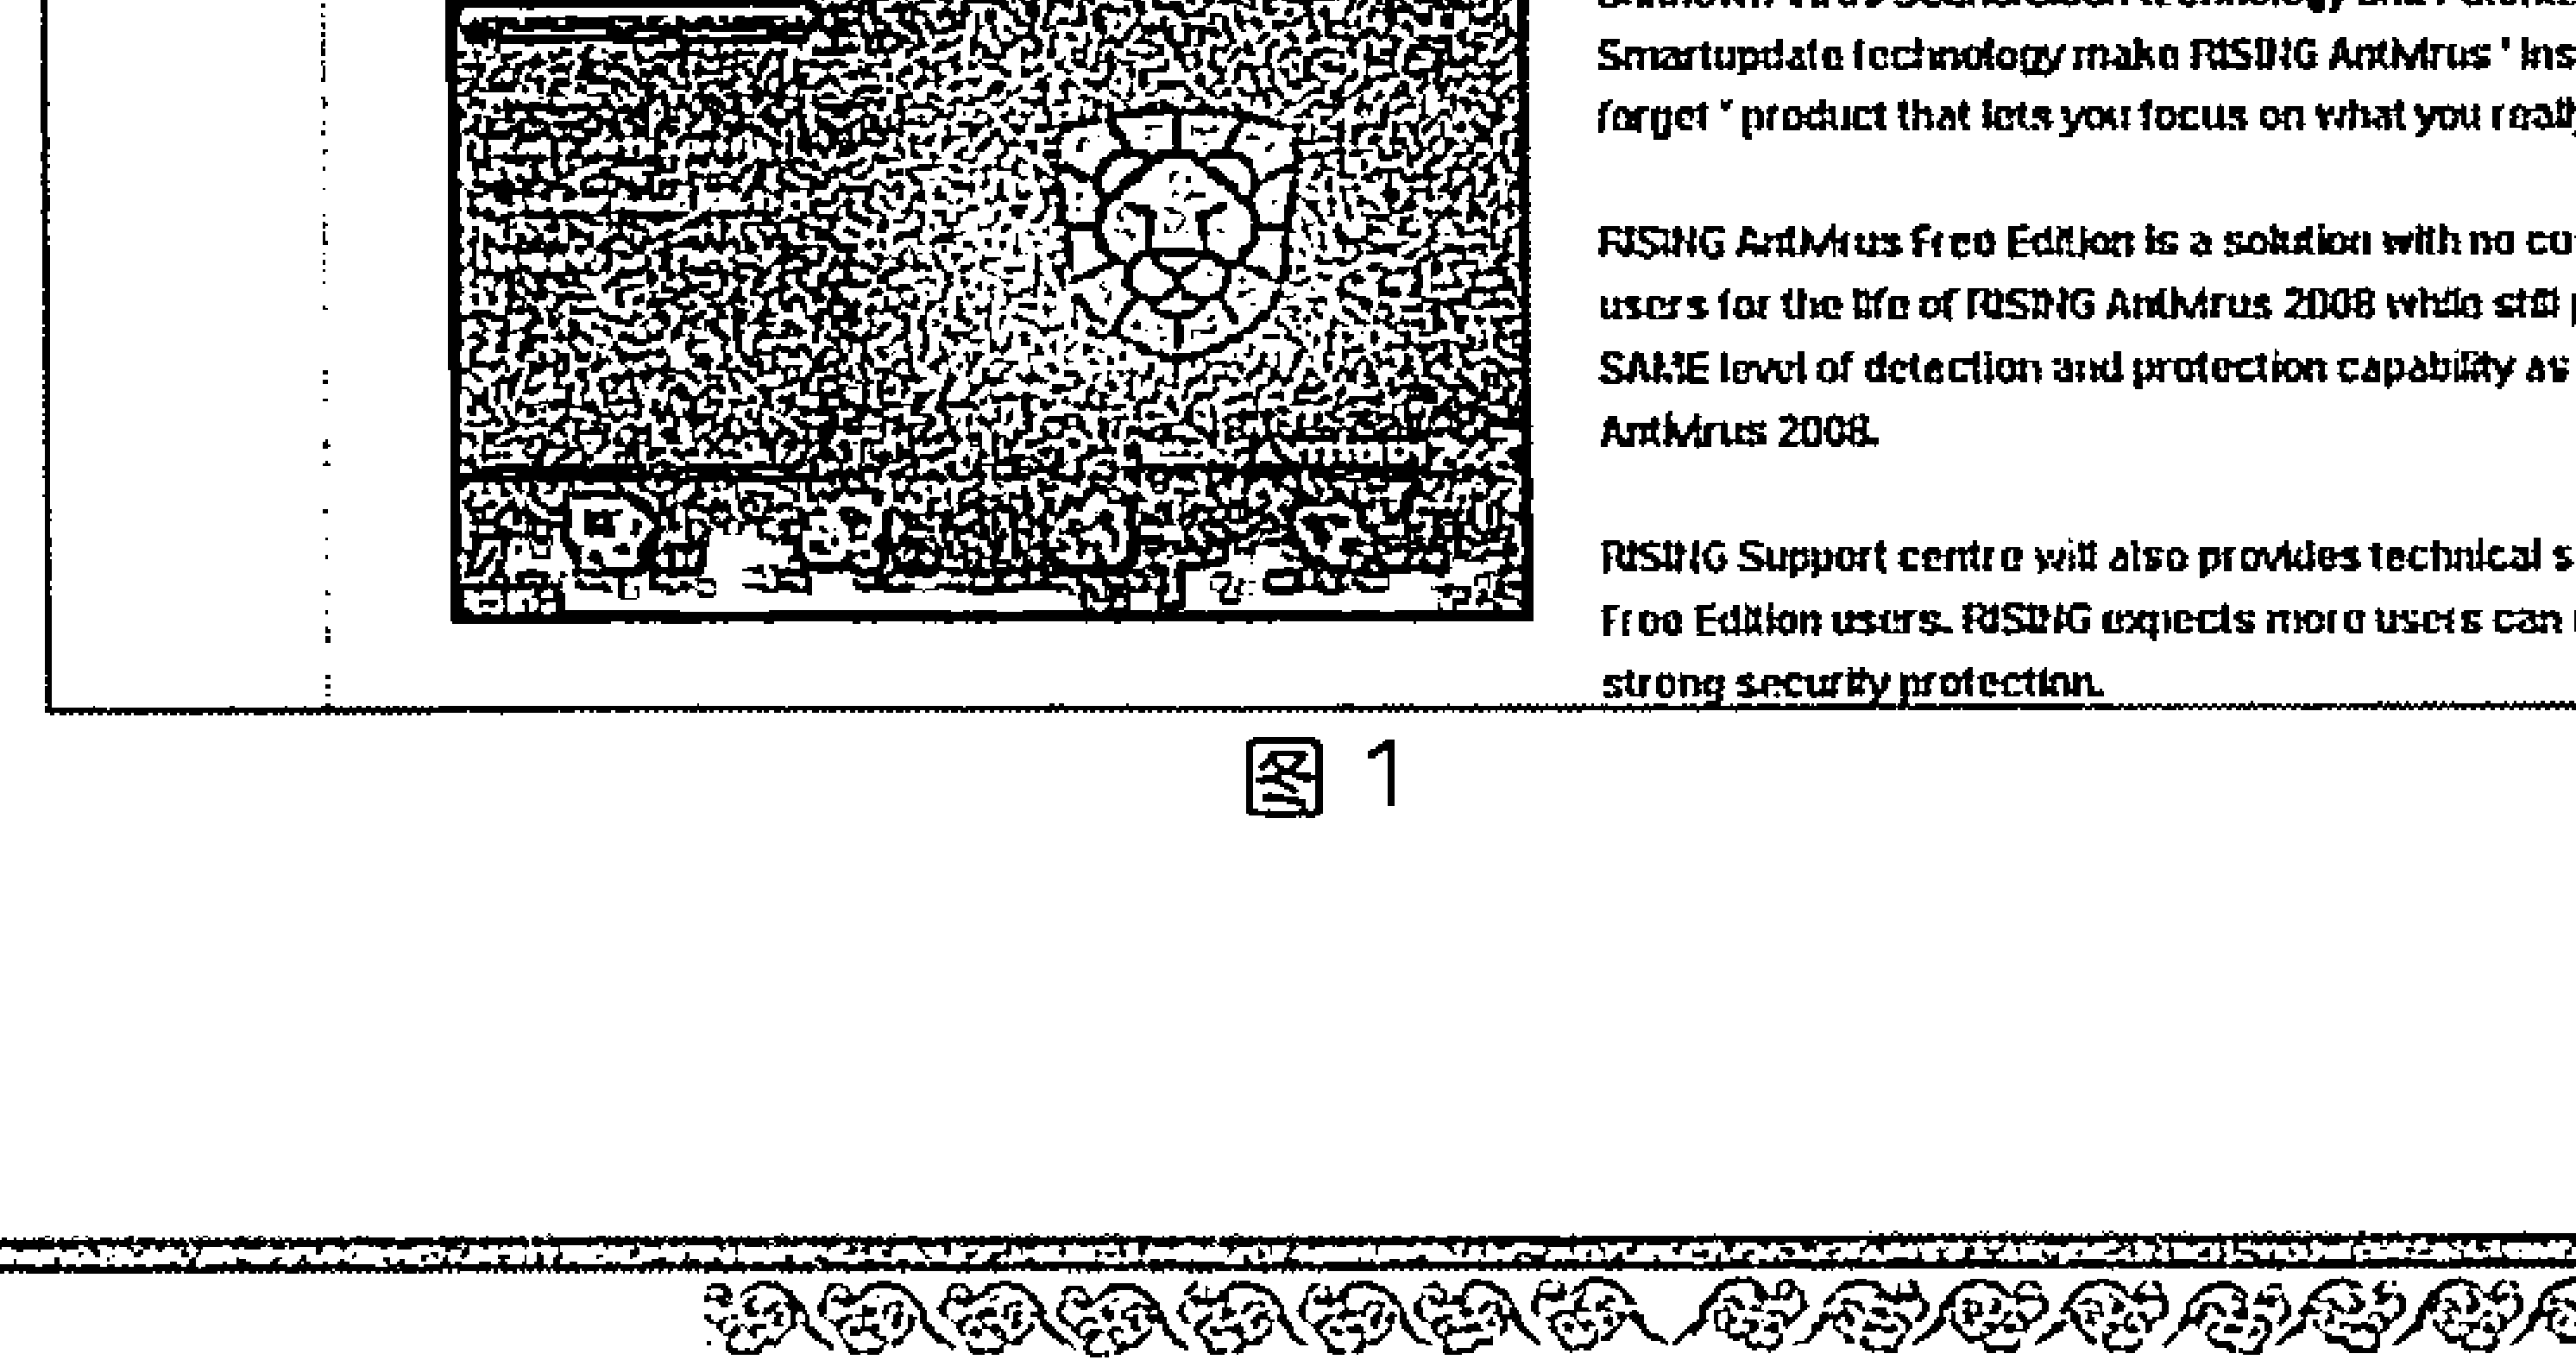 Smartupdate technology make RISING Antivirus ' Ins
forget ' product that lets you focus on what you really
RISING Antivirus Free Edition is a solution with no cu
users for the life of RISING Antivirus 2008 while still p
SAME level of detection and protection capability as
Antivirus 2008.
RISING Support centre will also provides technical s
Free Edition users. RISING expects more users can
strong security protection.
图 1